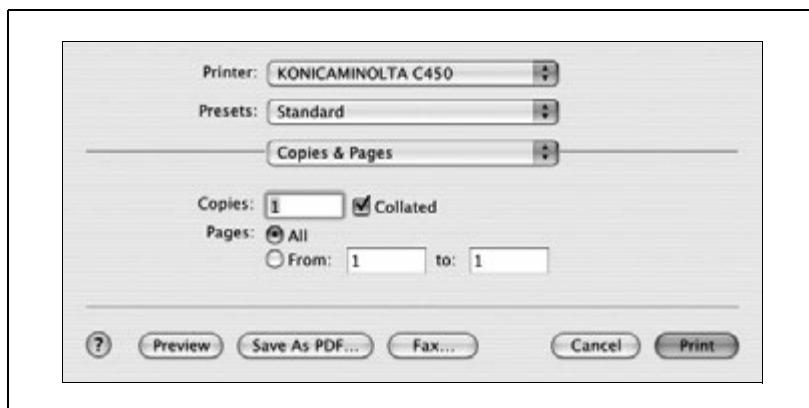 Printer: KONICAMINOLTA C450
Presets: Standard
Copies & Pages
Copies: 1 Collated
Pages: All
From: 1 to: 1
? Preview Save As PDF... Fax... Cancel Print